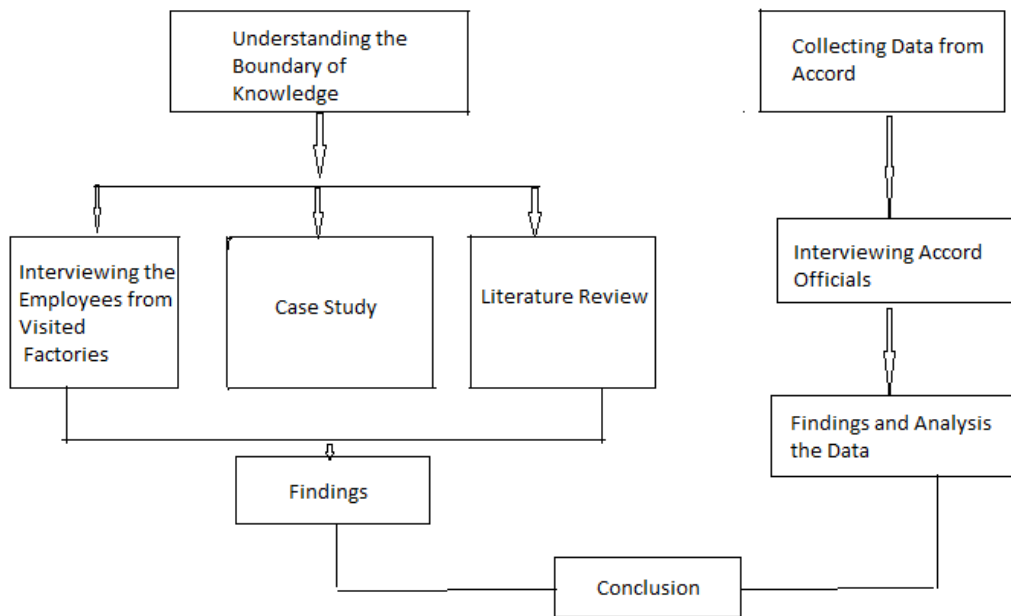 Understanding the
Boundary of
Knowledge
Collecting Data from
Accord
Interviewing the
Employees from
Visited
Factories
Case Study
Literature Review
Interviewing Accord
Officials
Findings and Analysis
the Data
Findings
Conclusion